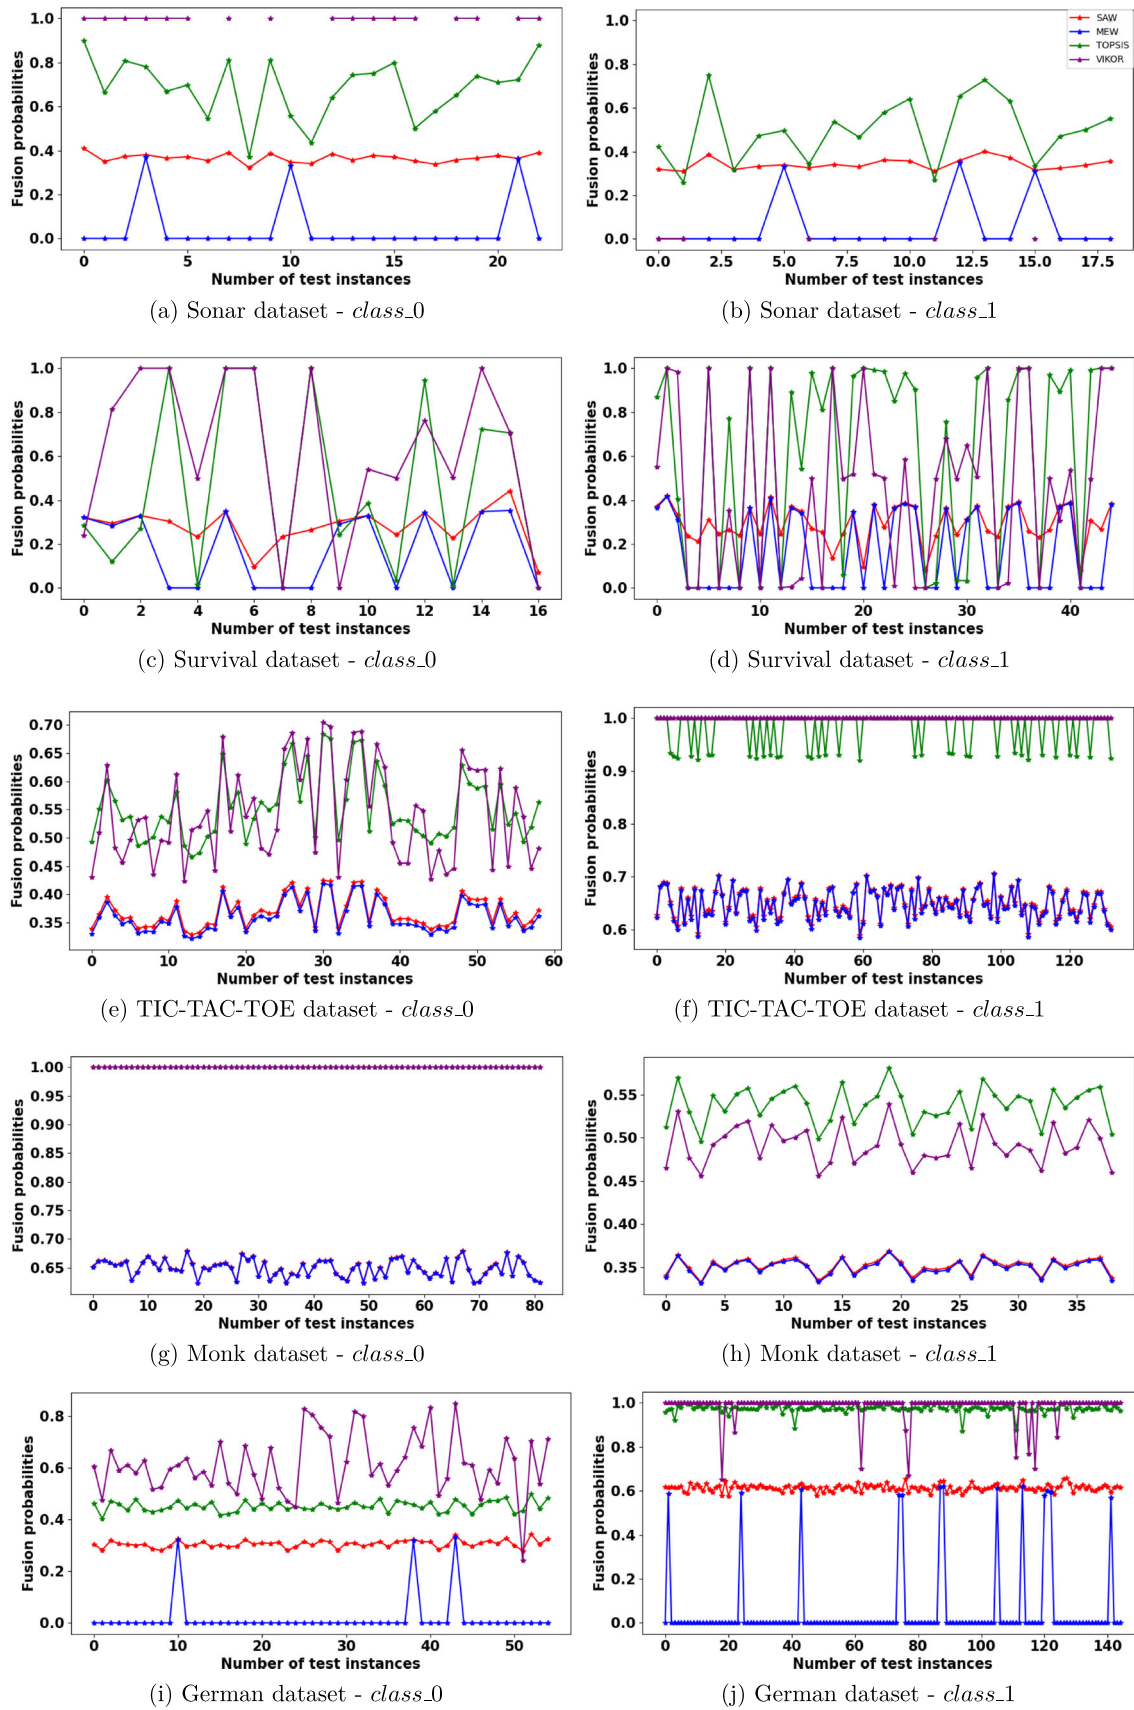 1.0
0.8
0.6
0.4
0.2
0.0
Fusion probabilities
0 5 10 15 20
Number of test instances
(a) Sonar dataset - class_0
1.0
0.8
0.6
0.4
0.2
0.0
Fusion probabilities
SAW
MEW
TOPSIS
VIKOR
0.0 2.5 5.0 7.5 10.0 12.5 15.0 17.5
Number of test instances
(b) Sonar dataset - class_1
1.0
0.8
0.6
0.4
0.2
0.0
Fusion probabilities
0 2 4 6 8 10 12 14 16
Number of test instances
(c) Survival dataset - class_0
1.0
0.8
0.6
0.4
0.2
0.0
Fusion probabilities
0 10 20 30 40
Number of test instances
(d) Survival dataset - class_1
0.70
0.65
0.60
0.55
0.50
0.45
0.40
0.35
Fusion probabilities
0 10 20 30 40 50 60
Number of test instances
(e) TIC-TAC-TOE dataset - class_0
1.0
0.9
0.8
0.7
0.6
Fusion probabilities
0 20 40 60 80 100 120
Number of test instances
(f) TIC-TAC-TOE dataset - class_1
1.00
0.95
0.90
0.85
0.80
0.75
0.70
0.65
Fusion probabilities
0 10 20 30 40 50 60 70 80
Number of test instances
(g) Monk dataset - class_0
0.55
0.50
0.45
0.40
0.35
Fusion probabilities
0 5 10 15 20 25 30 35
Number of test instances
(h) Monk dataset - class_1
0.8
0.6
0.4
0.2
0.0
Fusion probabilities
0 10 20 30 40 50
Number of test instances
(i) German dataset - class_0
1.0
0.8
0.6
0.4
0.2
0.0
Fusion probabilities
0 20 40 60 80 100 120 140
Number of test instances
(j) German dataset - class_1